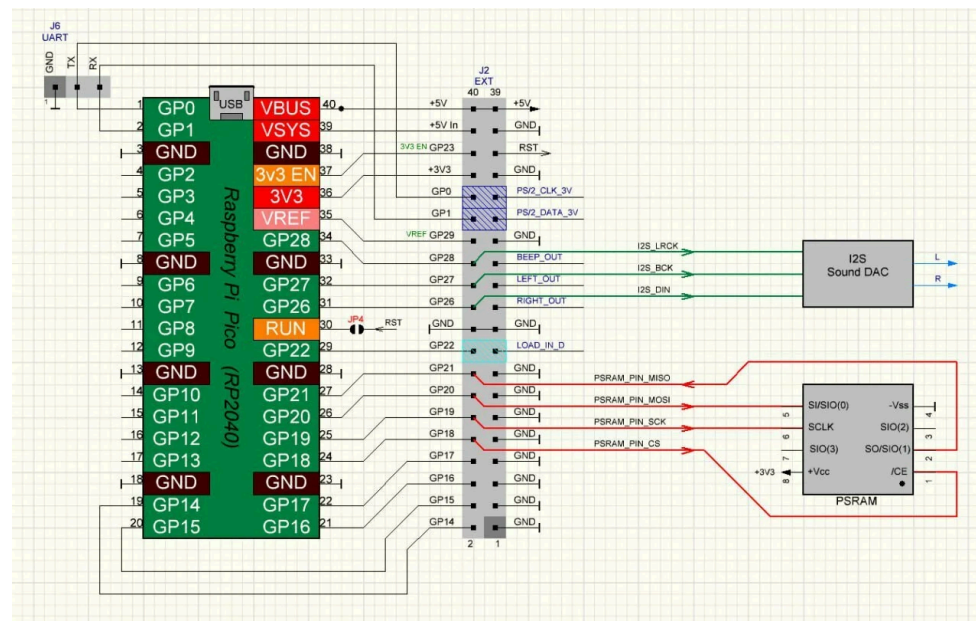 J6
UART
GND
TX
RX
1
USB
1 GP0 VBUS 40
2 GP1 VSYS 39
3 GND GND 38
4 GP2 3v3 EN 37
5 GP3 3V3 36
6 GP4 VREF 35
7 GP5 GP28 34
8 GND GND 33
9 GP6 GP27 32
10 GP7 GP26 31
11 GP8 RUN 30
12 GP9 GP22 29
13 GND GND 28
14 GP10 GP21 27
15 GP11 GP20 26
16 GP12 GP19 25
17 GP13 GP18 24
18 GND GND 23
19 GP14 GP17 22
20 GP15 GP16 21
Raspberry Pi Pico (RP2040)
JP4
RST
J2
EXT
40 39
+5V +5V
+5V In GND
3V3 EN GP23 RST
+3V3 GND
GP0 PS/2_CLK_3V
GP1 PS/2_DATA_3V
VREF GP29 GND
GP28 BEEP_OUT
GP27 LEFT_OUT
GP26 RIGHT_OUT
GND GND
GP22 LOAD_IN_D
GP21 GND
GP20 GND
GP19 GND
GP18 GND
GP17 GND
GP16 GND
GP15 GND
GP14 GND
2 1
I2S_LRCK
I2S_BCK
I2S_DIN
I2S
Sound DAC
L
R
PSRAM_PIN_MISO
PSRAM_PIN_MOSI
PSRAM_PIN_SCK
PSRAM_PIN_CS
5 SI/SIO(0) -Vss 4
6 SCLK SIO(2) 3
7 SIO(3) SO/SIO(1) 2
+3V3 8 +Vcc /CE 1
PSRAM